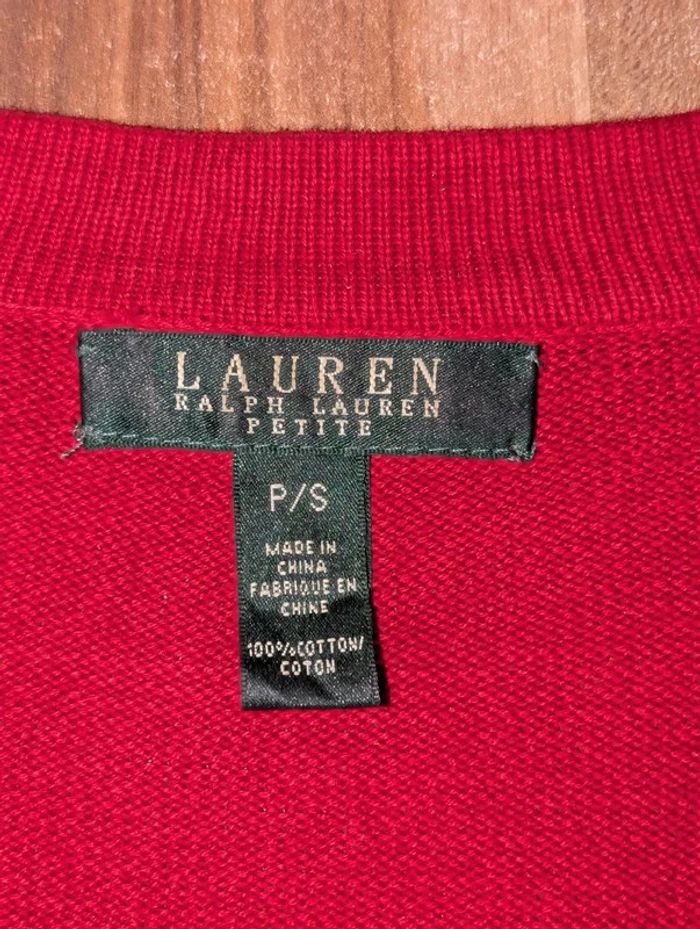 LAUREN
RALPH LAUREN
PETITE
P/S
MADE IN
CHINA
FABRIQUE EN
CHINE
100%COTTON/
COTON